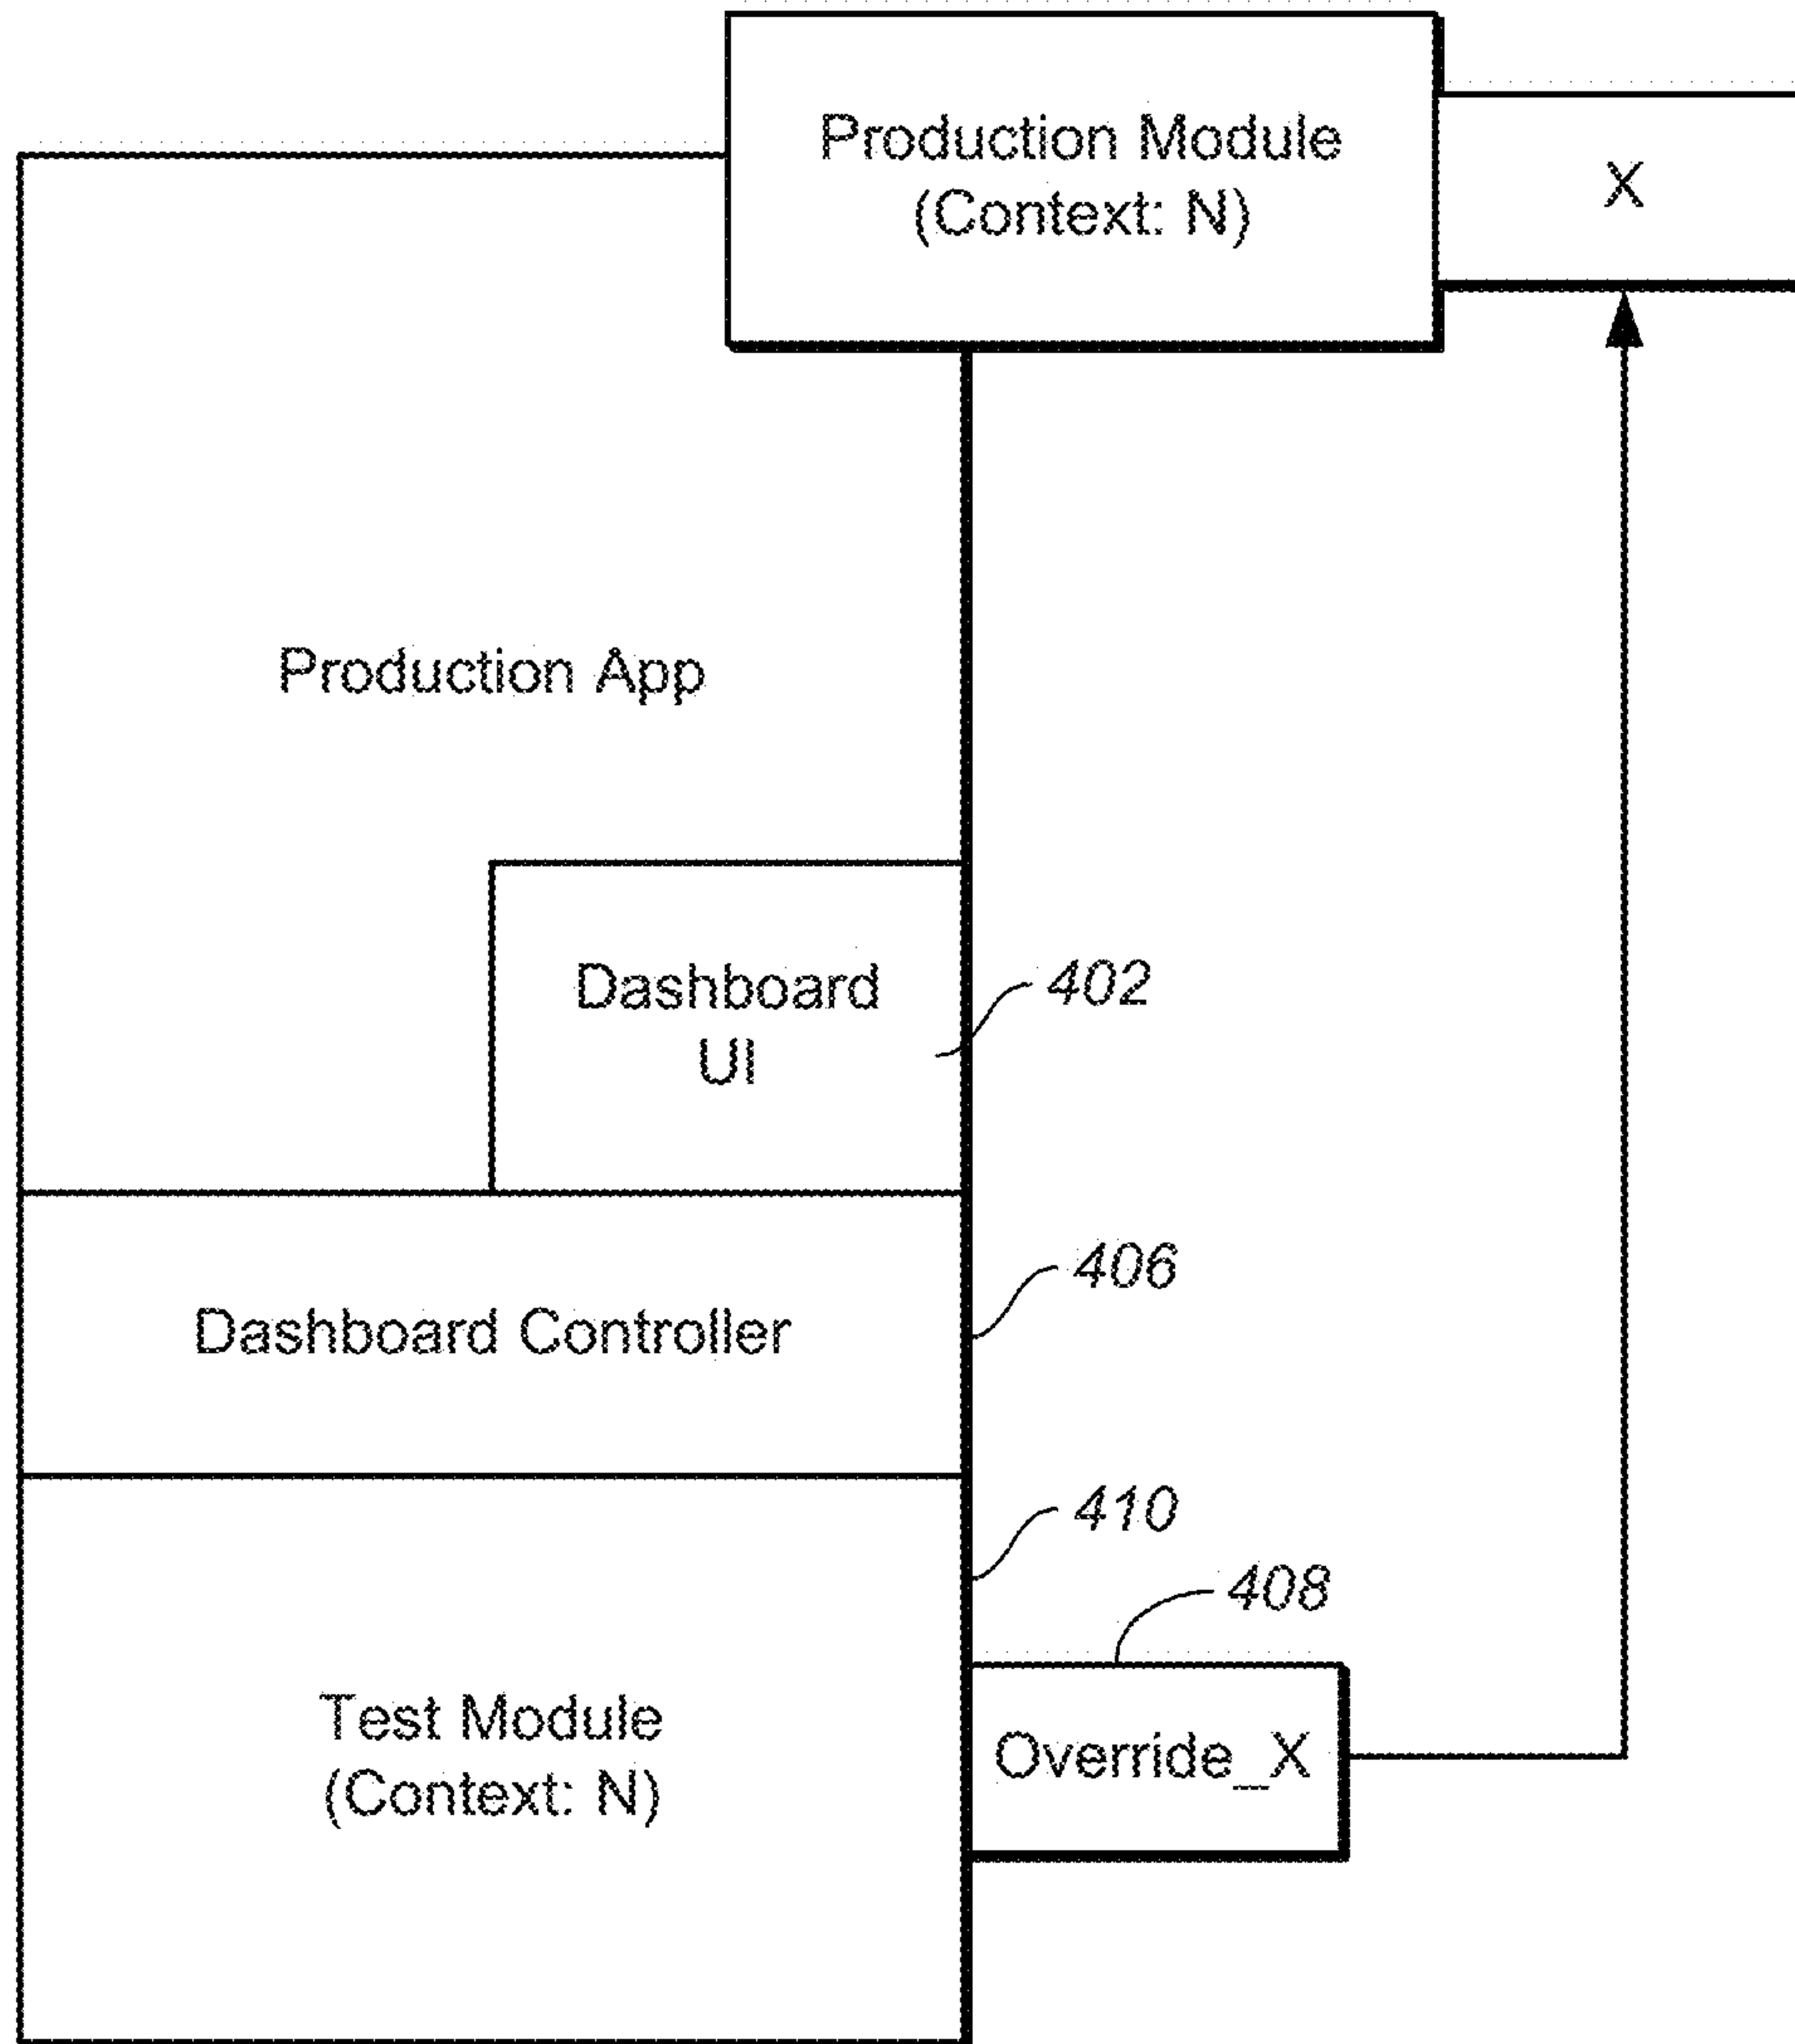 Production Module
(Context: N)
X
Production App
Dashboard
UI
402
406
Dashboard Controller
410
408
Test Module
(Context: N)
Override_X